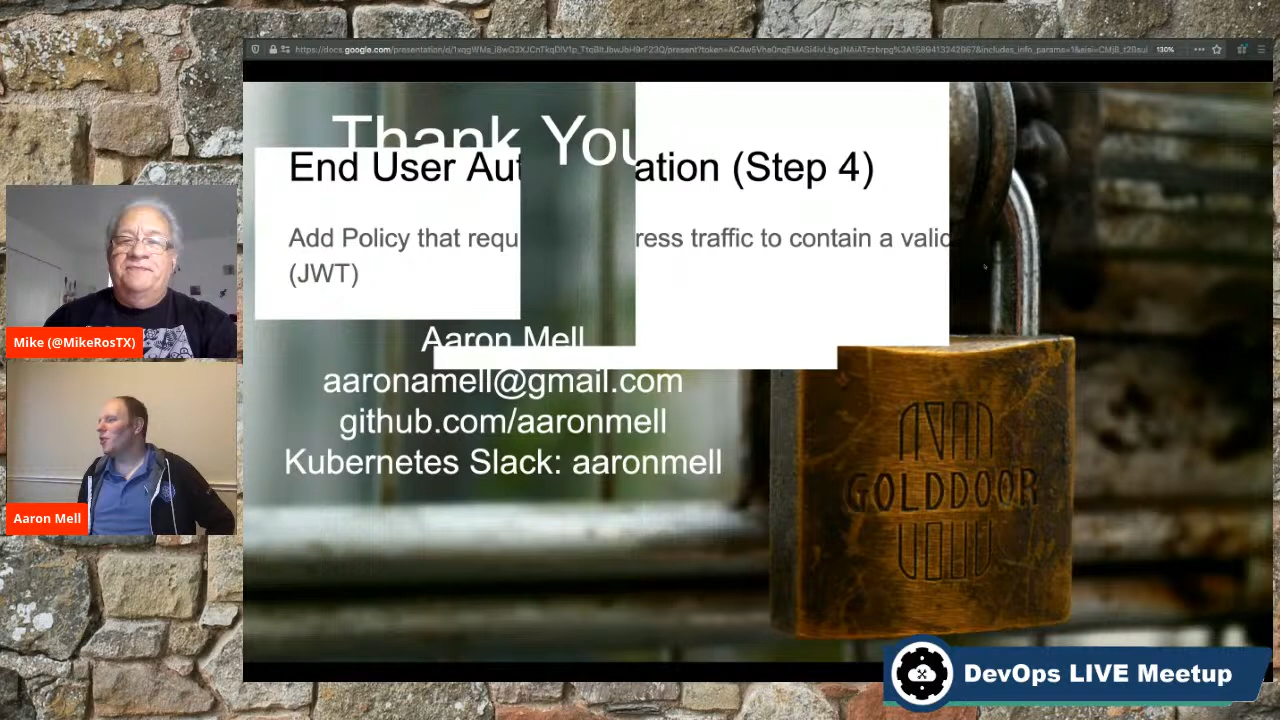 Thank You
End User Aut ation (Step 4)
Add Policy that requ ress traffic to contain a valid
(JWT)
Aaron Mell
aaronamell@gmail.com
github.com/aaronmell
Kubernetes Slack: aaronmell
GOLDDOOR
Mike (@MikeRosTX)
Aaron Mell
DevOps LIVE Meetup
130%